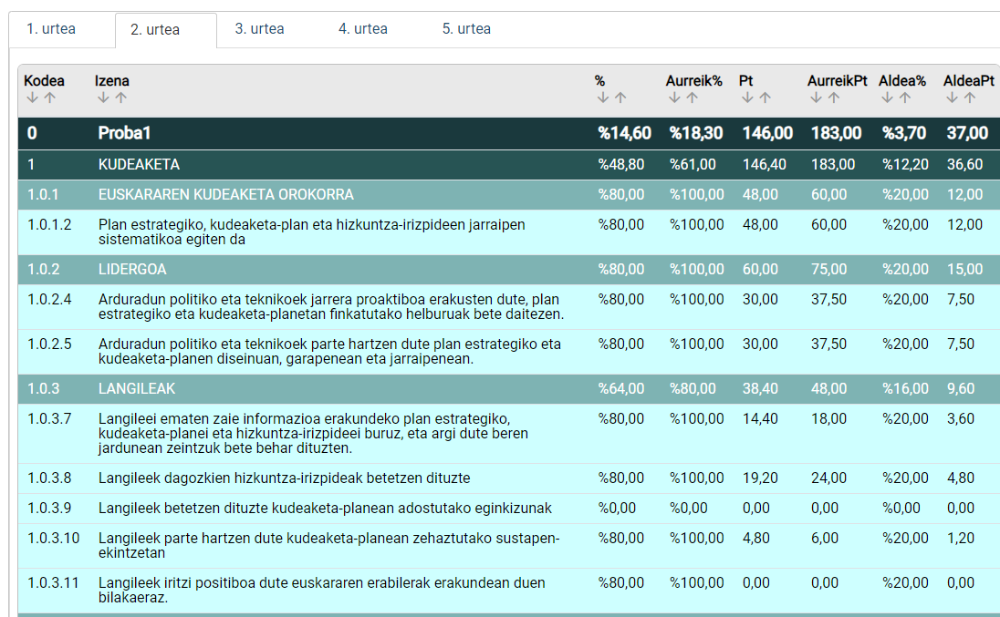 1. urtea 2. urtea 3. urtea 4. urtea 5. urtea
Kodea Izena % Aurreik% Pt AurreikPt Aldea% AldeaPt
0 Proba1 %14,60 %18,30 146,00 183,00 %3,70 37,00
1 KUDEAKETA %48,80 %61,00 146,40 183,00 %12,20 36,60
1.0.1 EUSKARAREN KUDEAKETA OROKORRA %80,00 %100,00 48,00 60,00 %20,00 12,00
1.0.1.2 Plan estrategiko, kudeaketa-plan eta hizkuntza-irizpideen jarraipen %80,00 %100,00 48,00 60,00 %20,00 12,00
sistematikoa egiten da
1.0.2 LIDERGOA %80,00 %100,00 60,00 75,00 %20,00 15,00
1.0.2.4 Arduradun politiko eta teknikoek jarrera proaktiboa erakusten dute, plan %80,00 %100,00 30,00 37,50 %20,00 7,50
estrategiko eta kudeaketa-planetan finkatutako helburuak bete daitezen.
1.0.2.5 Arduradun politiko eta teknikoek parte hartzen dute plan estrategiko eta %80,00 %100,00 30,00 37,50 %20,00 7,50
kudeaketa-planen diseinuan, garapenean eta jarraipenean.
1.0.3 LANGILEAK %64,00 %80,00 38,40 48,00 %16,00 9,60
1.0.3.7 Langileei ematen zaie informazioa erakundeko plan estrategiko, %80,00 %100,00 14,40 18,00 %20,00 3,60
kudeaketa-planei eta hizkuntza-irizpideei buruz, eta argi dute beren
jardunean zeintzuk bete behar dituzten.
1.0.3.8 Langileek dagozkien hizkuntza-irizpideak betetzen dituzte %80,00 %100,00 19,20 24,00 %20,00 4,80
1.0.3.9 Langileek betetzen dituzte kudeaketa-planean adostutako eginkizunak %0,00 %0,00 0,00 0,00 %0,00 0,00
1.0.3.10 Langileek parte hartzen dute kudeaketa-planean zehaztutako sustapen- %80,00 %100,00 4,80 6,00 %20,00 1,20
ekintzetan
1.0.3.11 Langileek iritzi positiboa dute euskararen erabilerak erakundean duen %80,00 %100,00 0,00 0,00 %20,00 0,00
bilakaeraz.